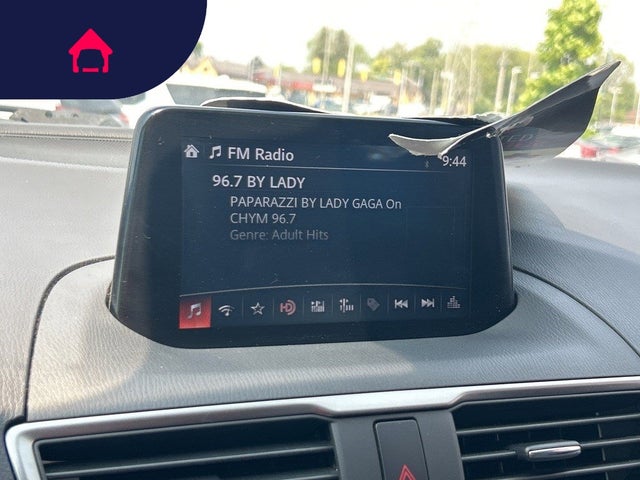 FM Radio
9:44
96.7 BY LADY
PAPARAZZI BY LADY GAGA On
CHYM 96.7
Genre: Adult Hits
HD